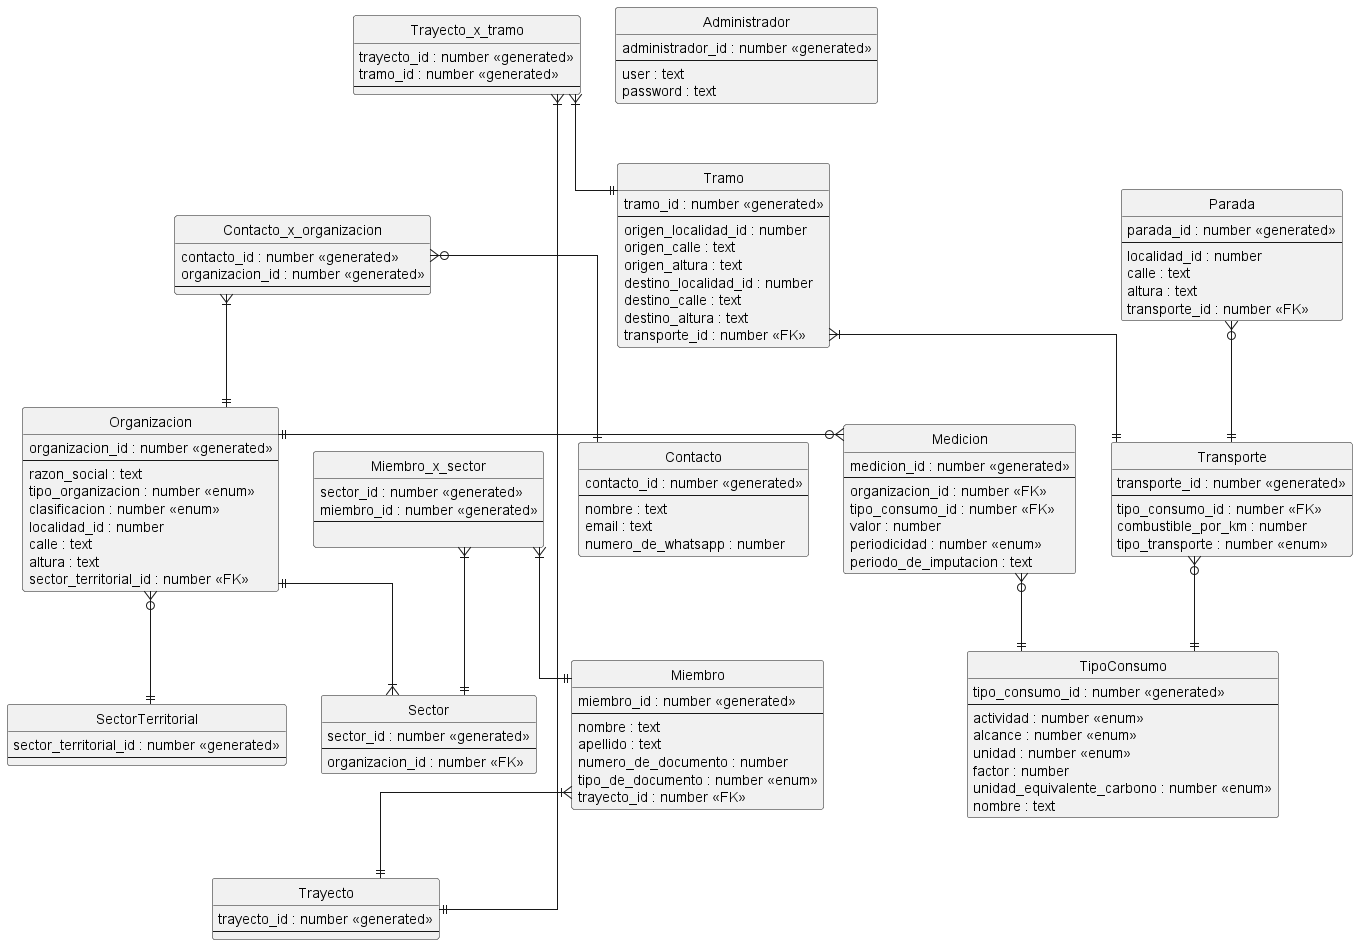 Trayecto_x_tramo
trayecto_id : number «generated»
tramo_id : number «generated»
Administrador
administrador_id : number «generated»
user : text
password : text
Tramo
tramo_id : number «generated»
origen_localidad_id : number
origen_calle : text
origen_altura : text
destino_localidad_id : number
destino_calle : text
destino_altura : text
transporte_id : number «FK»
Parada
parada_id : number «generated»
localidad_id : number
calle : text
altura : text
transporte_id : number «FK»
Contacto_x_organizacion
contacto_id : number «generated»
organizacion_id : number «generated»
Organizacion
organizacion_id : number «generated»
razon_social : text
tipo_organizacion : number «enum»
clasificacion : number «enum»
localidad_id : number
calle : text
altura : text
sector_territorial_id : number «FK»
Miembro_x_sector
sector_id : number «generated»
miembro_id : number «generated»
Contacto
contacto_id : number «generated»
nombre : text
email : text
numero_de_whatsapp : number
Medicion
medicion_id : number «generated»
organizacion_id : number «FK»
tipo_consumo_id : number «FK»
valor : number
periodicidad : number «enum»
periodo_de_imputacion : text
Transporte
transporte_id : number «generated»
tipo_consumo_id : number «FK»
combustible_por_km : number
tipo_transporte : number «enum»
SectorTerritorial
sector_territorial_id : number «generated»
Sector
sector_id : number «generated»
organizacion_id : number «FK»
Miembro
miembro_id : number «generated»
nombre : text
apellido : text
numero_de_documento : number
tipo_de_documento : number «enum»
trayecto_id : number «FK»
TipoConsumo
tipo_consumo_id : number «generated»
actividad : number «enum»
alcance : number «enum»
unidad : number «enum»
factor : number
unidad_equivalente_carbono : number «enum»
nombre : text
Trayecto
trayecto_id : number «generated»